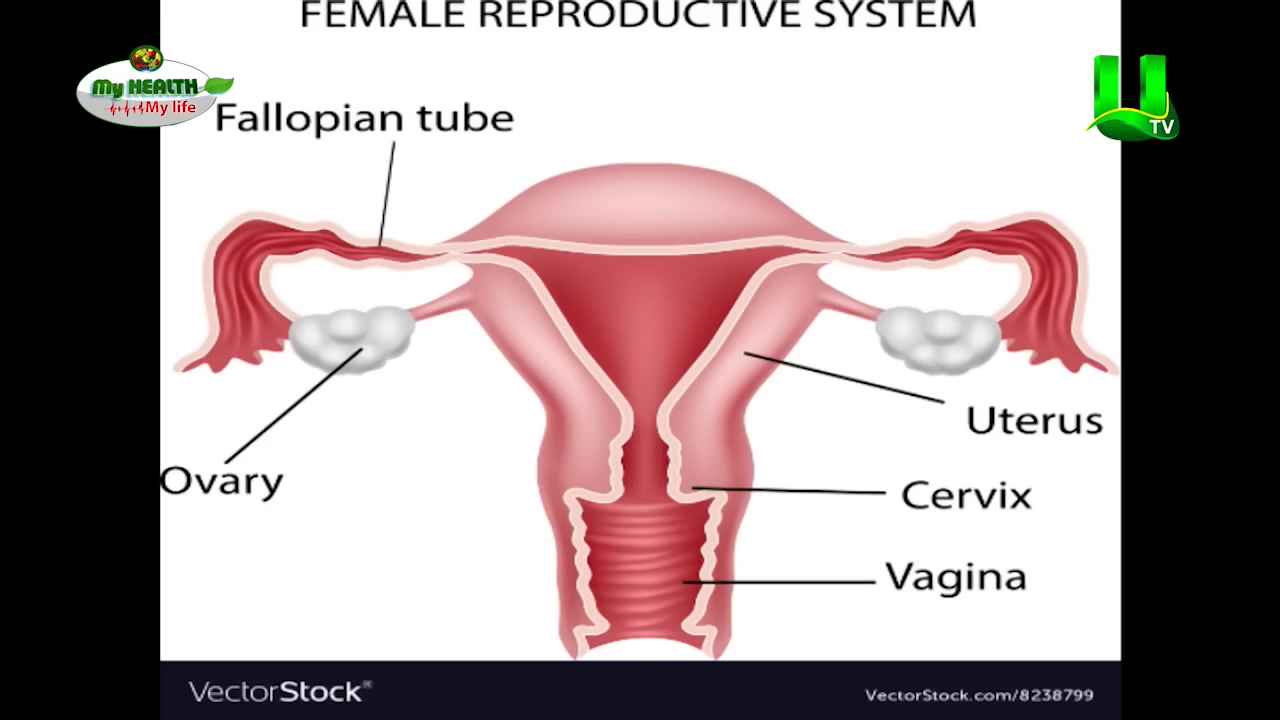 FEMALE REPRODUCTIVE SYSTEM
My HEALTH
My life
U
TV
Fallopian tube
Ovary
Uterus
Cervix
Vagina
VectorStock®
VectorStock.com/8238799